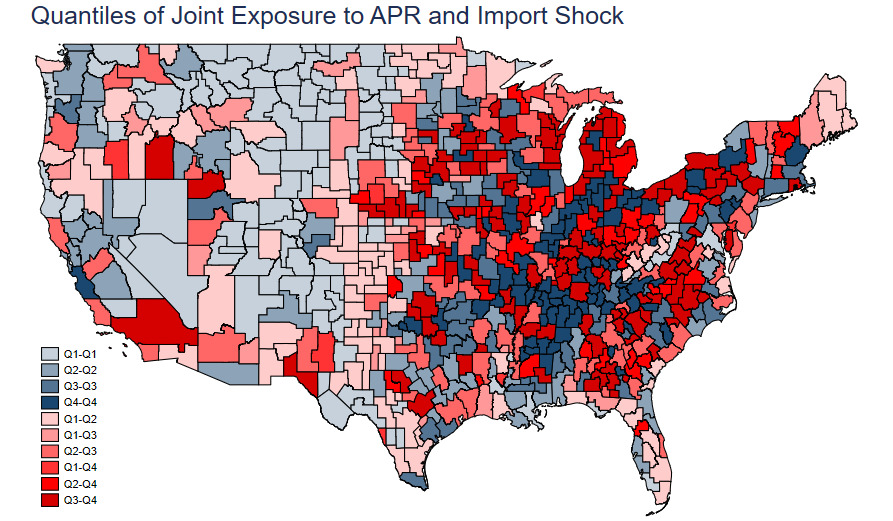 Quantiles of Joint Exposure to APR and Import Shock
Q1-Q1
Q2-Q2
Q3-Q3
Q4-Q4
Q1-Q2
Q1-Q3
Q2-Q3
Q1-Q4
Q2-Q4
Q3-Q4